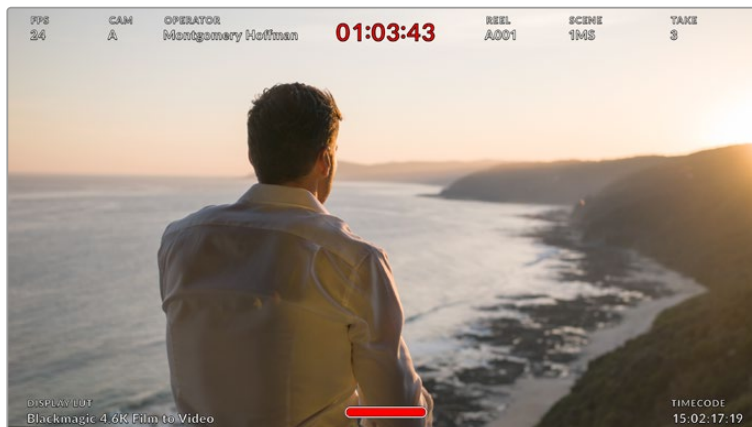 FPS CAM OPERATOR 01:03:43 REEL SCENE TAKE
24 A Montgomery Hoffman A001 1MS 3
DISPLAY LUT TIMECODE
Blackmagic 4.6K Film to Video 15:02:17:19